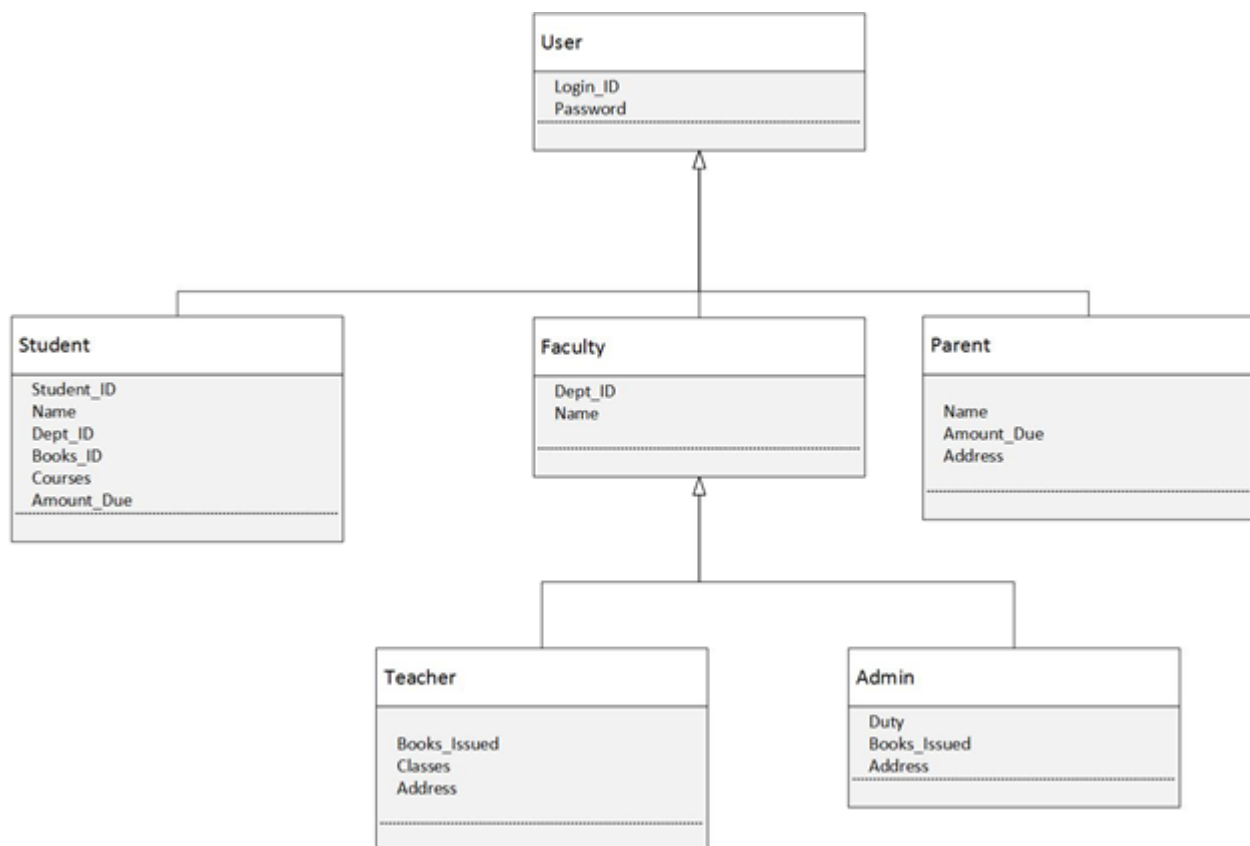 User
Login_ID
Password
Student
Student_ID
Name
Dept_ID
Books_ID
Courses
Amount_Due
Faculty
Dept_ID
Name
Parent
Name
Amount_Due
Address
Teacher
Books_Issued
Classes
Address
Admin
Duty
Books_Issued
Address